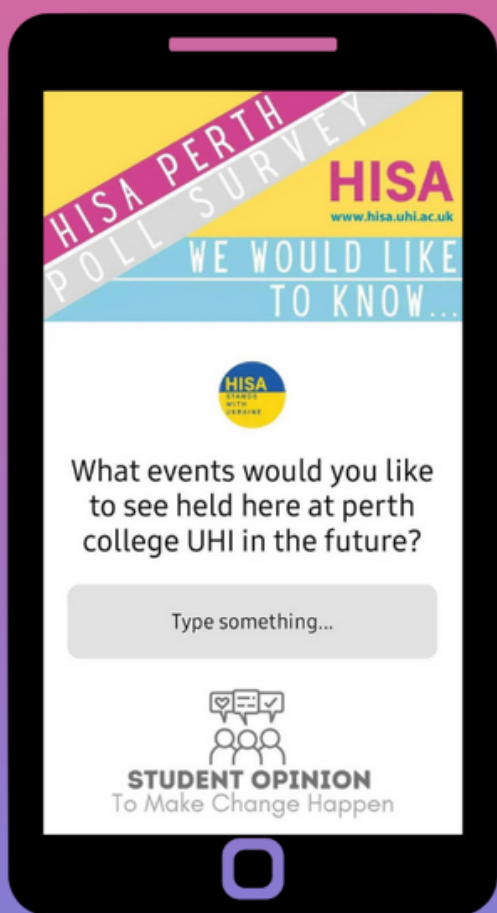 HISA PERTH
POLL SURVEY
HISA
www.hisa.uhi.ac.uk
WE WOULD LIKE
TO KNOW...
HISA
STANDS
WITH
UKRAINE
What events would you like
to see held here at perth
college UHI in the future?
Type something...
STUDENT OPINION
To Make Change Happen